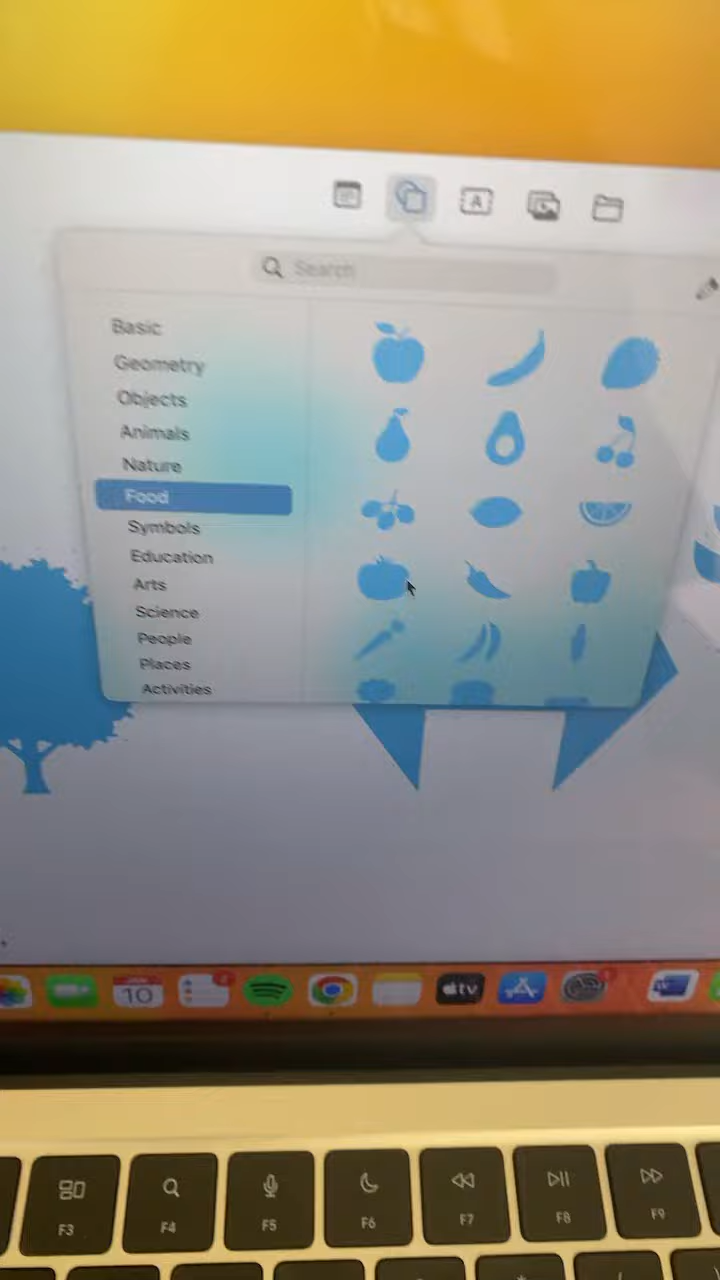 A
Search
Basic
Geometry
Objects
Animals
Nature
Food
Symbols
Education
Arts
Science
People
Places
Activities
10
tv
W
F3
F4
F5
F6
F7
F8
F9